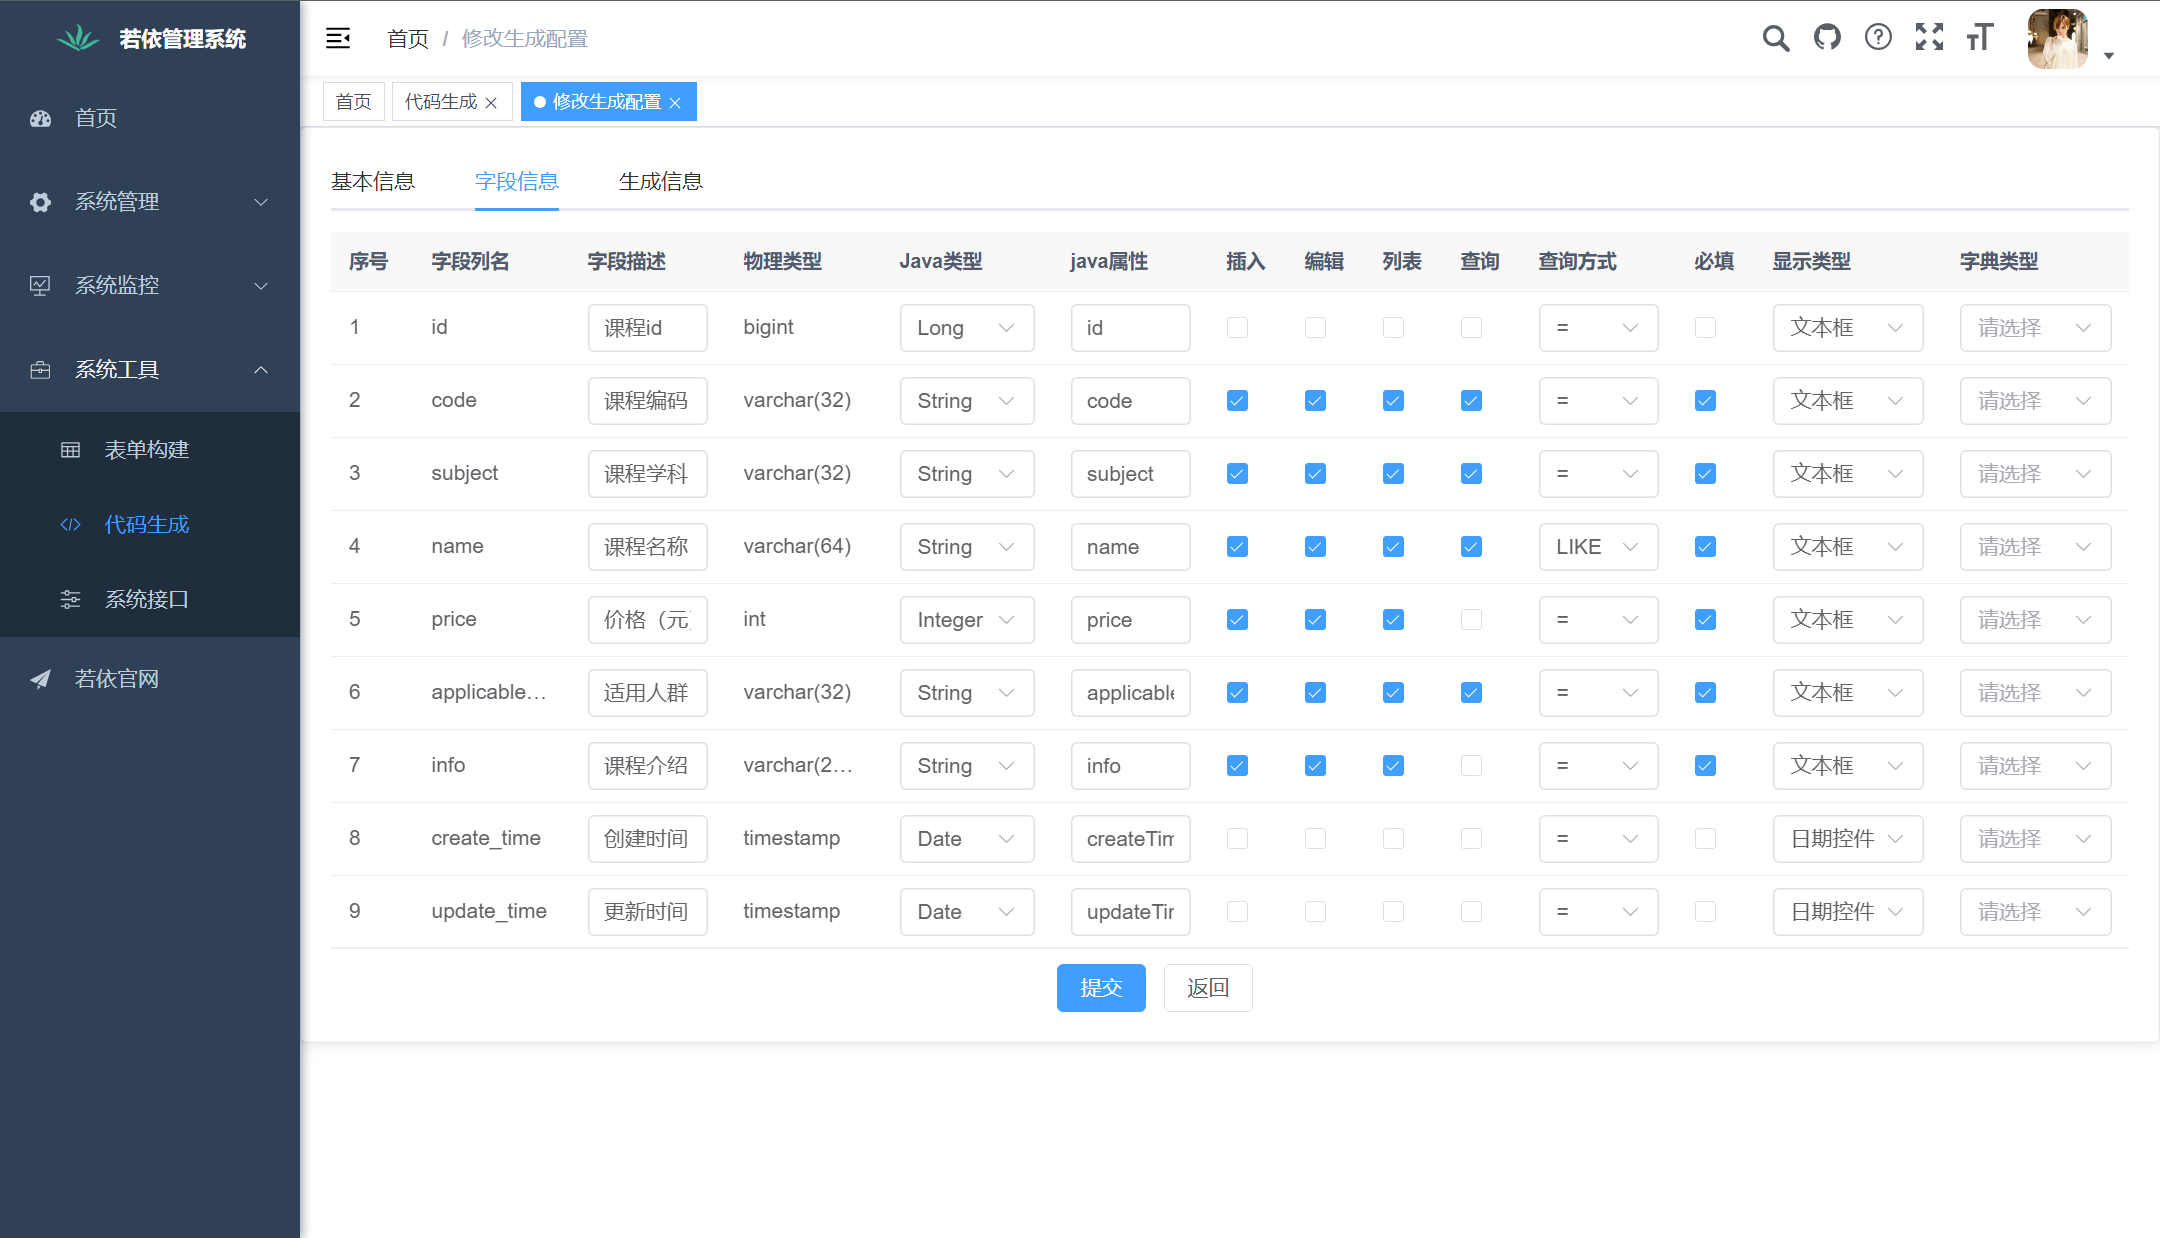 若依管理系统
首页
系统管理
系统监控
系统工具
表单构建
代码生成
系统接口
若依官网
首页 / 修改生成配置
首页 代码生成 修改生成配置
基本信息 字段信息 生成信息
序号 字段列名 字段描述 物理类型 Java类型 java属性 插入 编辑 列表 查询 查询方式 必填 显示类型 字典类型
1 id 课程id bigint Long id = 文本框 请选择
2 code 课程编码 varchar(32) String code = 文本框 请选择
3 subject 课程学科 varchar(32) String subject = 文本框 请选择
4 name 课程名称 varchar(64) String name LIKE 文本框 请选择
5 price 价格（元 int Integer price = 文本框 请选择
6 applicable... 适用人群 varchar(32) String applicable = 文本框 请选择
7 info 课程介绍 varchar(2... String info = 文本框 请选择
8 create_time 创建时间 timestamp Date createTim = 日期控件 请选择
9 update_time 更新时间 timestamp Date updateTim = 日期控件 请选择
提交 返回